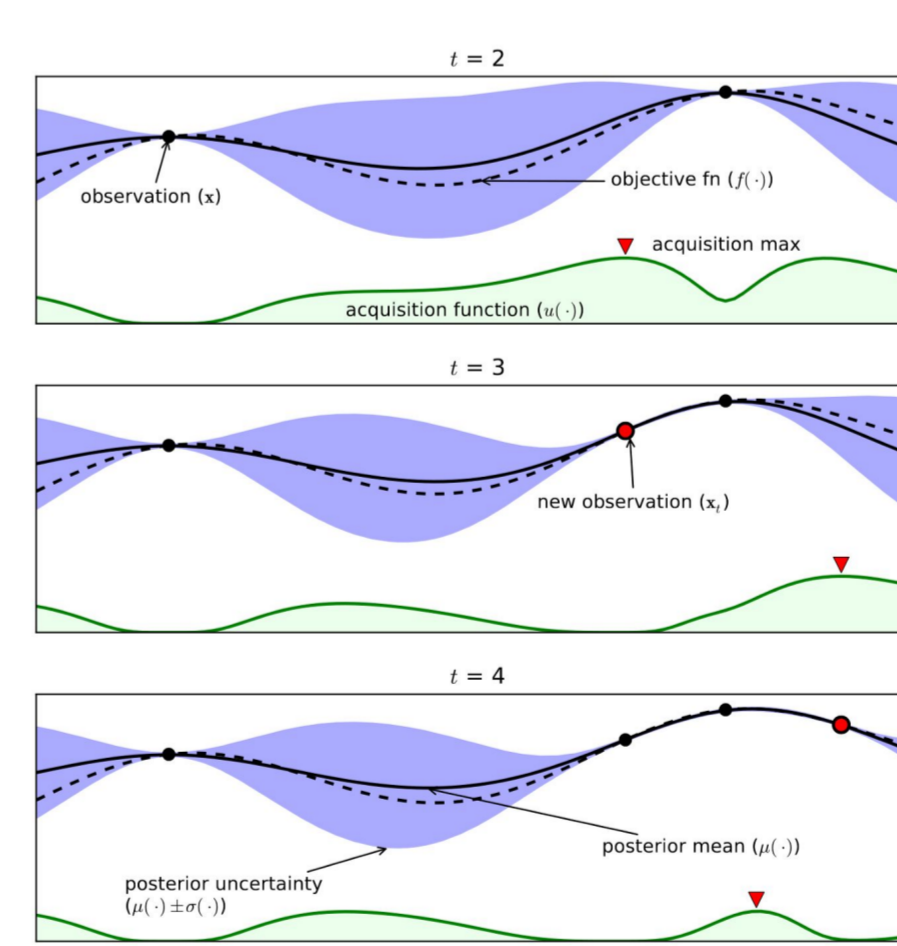 t = 2
observation (x)
objective fn (f(·))
acquisition max
acquisition function (u(·))
t = 3
new observation (xₜ)
t = 4
posterior mean (μ(·))
posterior uncertainty
(μ(·)±σ(·))